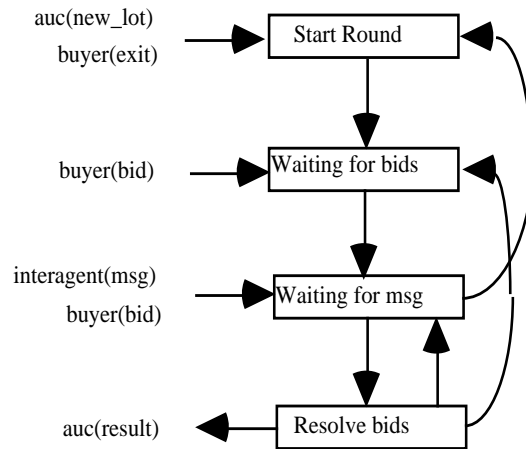 auc(new_lot)
buyer(exit)
Start Round
buyer(bid)
Waiting for bids
interagent(msg)
buyer(bid)
Waiting for msg
auc(result)
Resolve bids